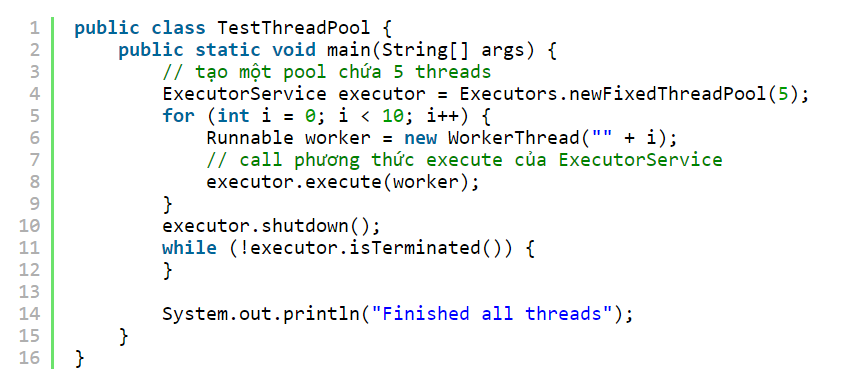 1 public class TestThreadPool {
2 public static void main(String[] args) {
3 // tạo một pool chứa 5 threads
4 ExecutorService executor = Executors.newFixedThreadPool(5);
5 for (int i = 0; i < 10; i++) {
6 Runnable worker = new WorkerThread("" + i);
7 // call phương thức execute của ExecutorService
8 executor.execute(worker);
9 }
10 executor.shutdown();
11 while (!executor.isTerminated()) {
12 }
13
14 System.out.println("Finished all threads");
15 }
16 }